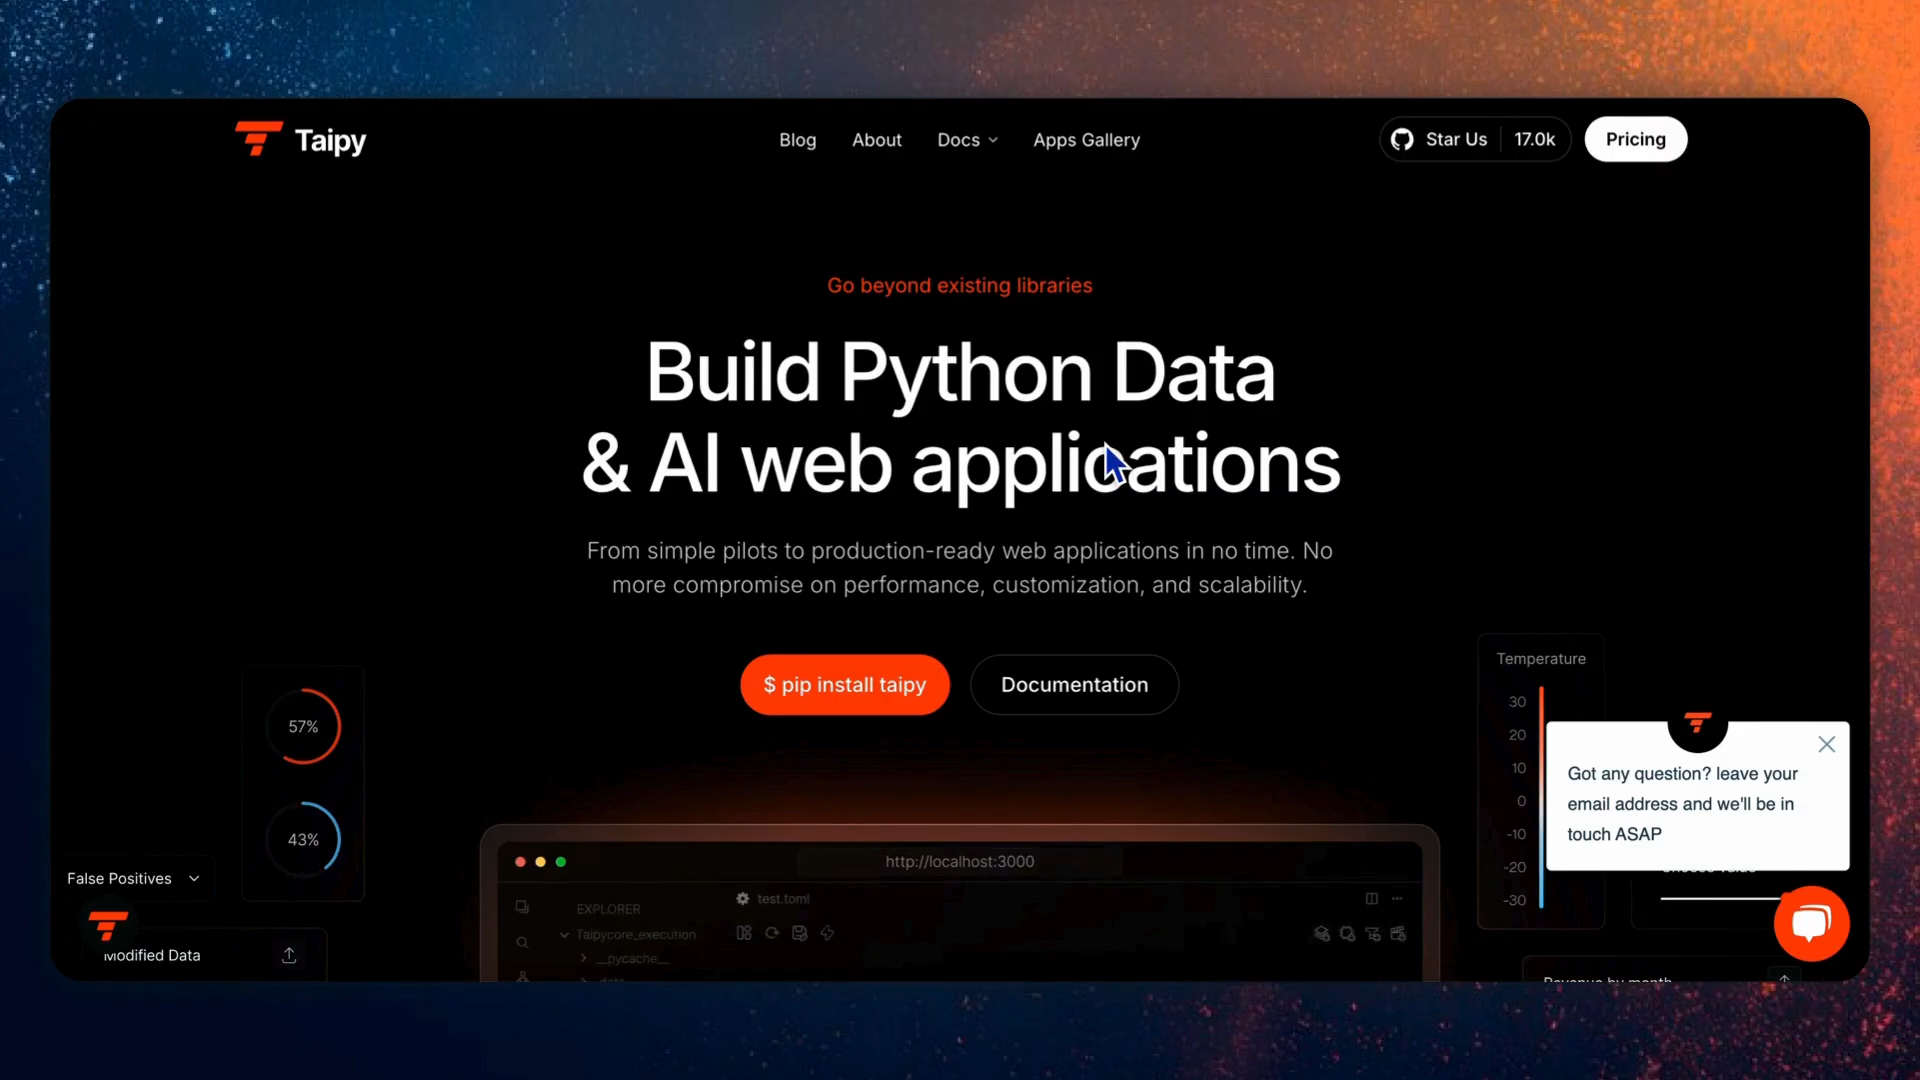 Taipy
Blog
About
Docs
Apps Gallery
Star Us
17.0k
Pricing
Go beyond existing libraries
Build Python Data
& AI web applications
From simple pilots to production-ready web applications in no time. No
more compromise on performance, customization, and scalability.
$ pip install taipy
Documentation
57%
43%
False Positives
Modified Data
http://localhost:3000
EXPLORER
Taipycore_execution
__pycache__
test.toml
Temperature
30
20
10
0
-10
-20
-30
Got any question? leave your
email address and we'll be in
touch ASAP
Revenue by month